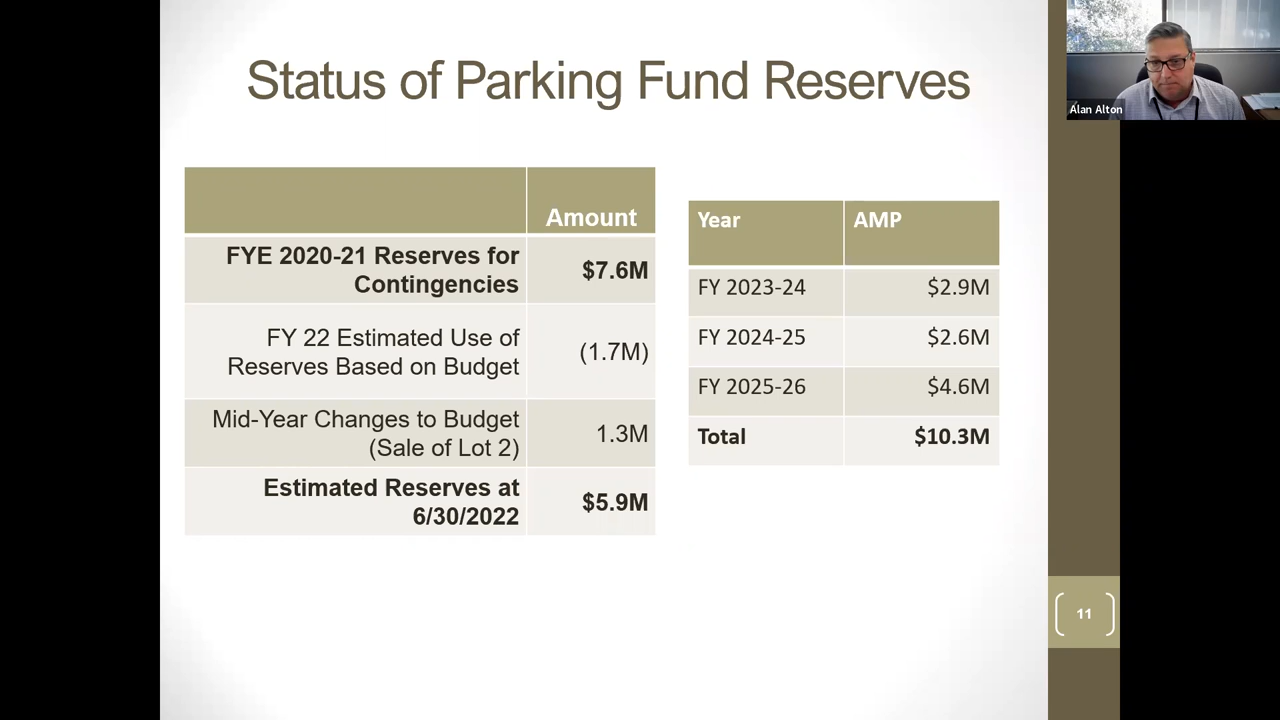 Status of Parking Fund Reserves
Alan Alton
Amount
FYE 2020-21 Reserves for
Contingencies
$7.6M
FY 22 Estimated Use of
Reserves Based on Budget
(1.7M)
Mid-Year Changes to Budget
(Sale of Lot 2)
1.3M
Estimated Reserves at
6/30/2022
$5.9M
Year
AMP
FY 2023-24
$2.9M
FY 2024-25
$2.6M
FY 2025-26
$4.6M
Total
$10.3M
11